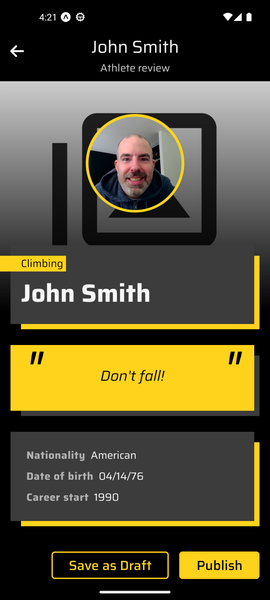 4:21
John Smith
Athlete review
Climbing
John Smith
" "
Don't fall!
Nationality American
Date of birth 04/14/76
Career start 1990
Save as Draft Publish